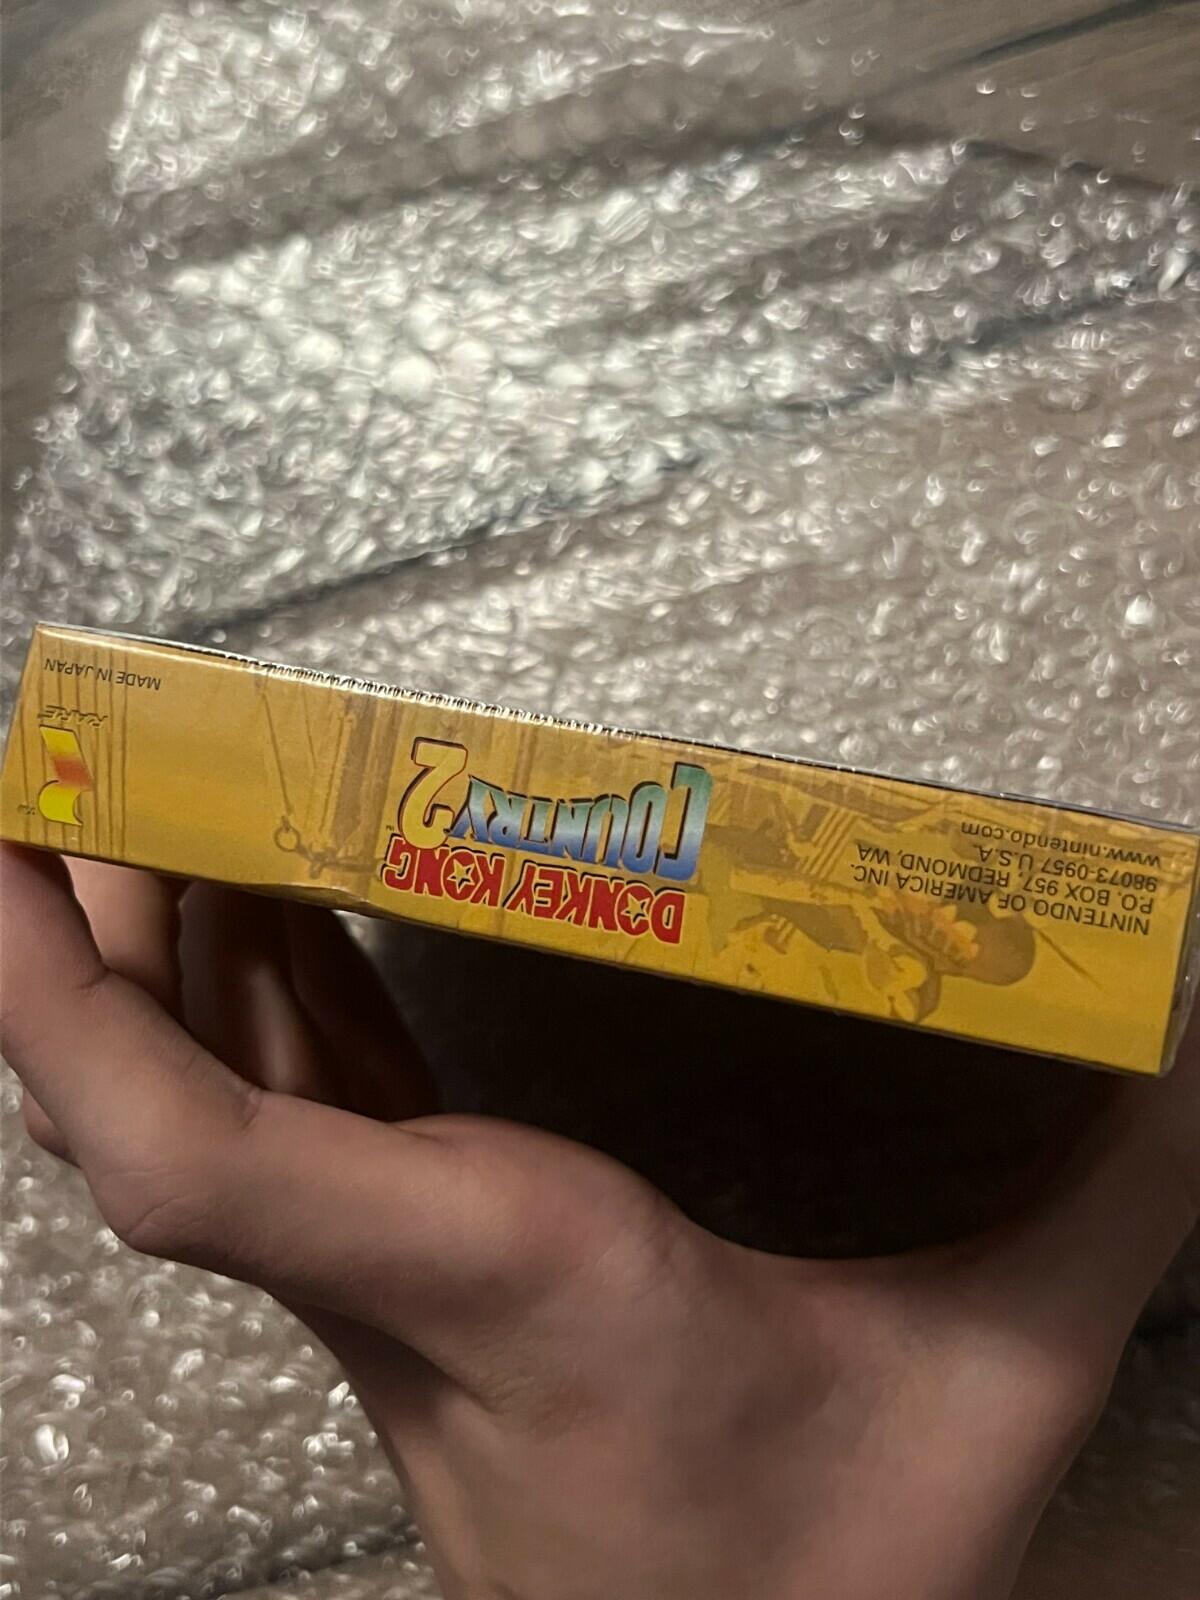 NINTENDO OF AMERICA INC.
P.O. BOX 957, REDMOND, WA
98073-0957 U.S.A.
www.nintendo.com
DONKEY KONG
COUNTRY 2
™
RARE
MADE IN JAPAN